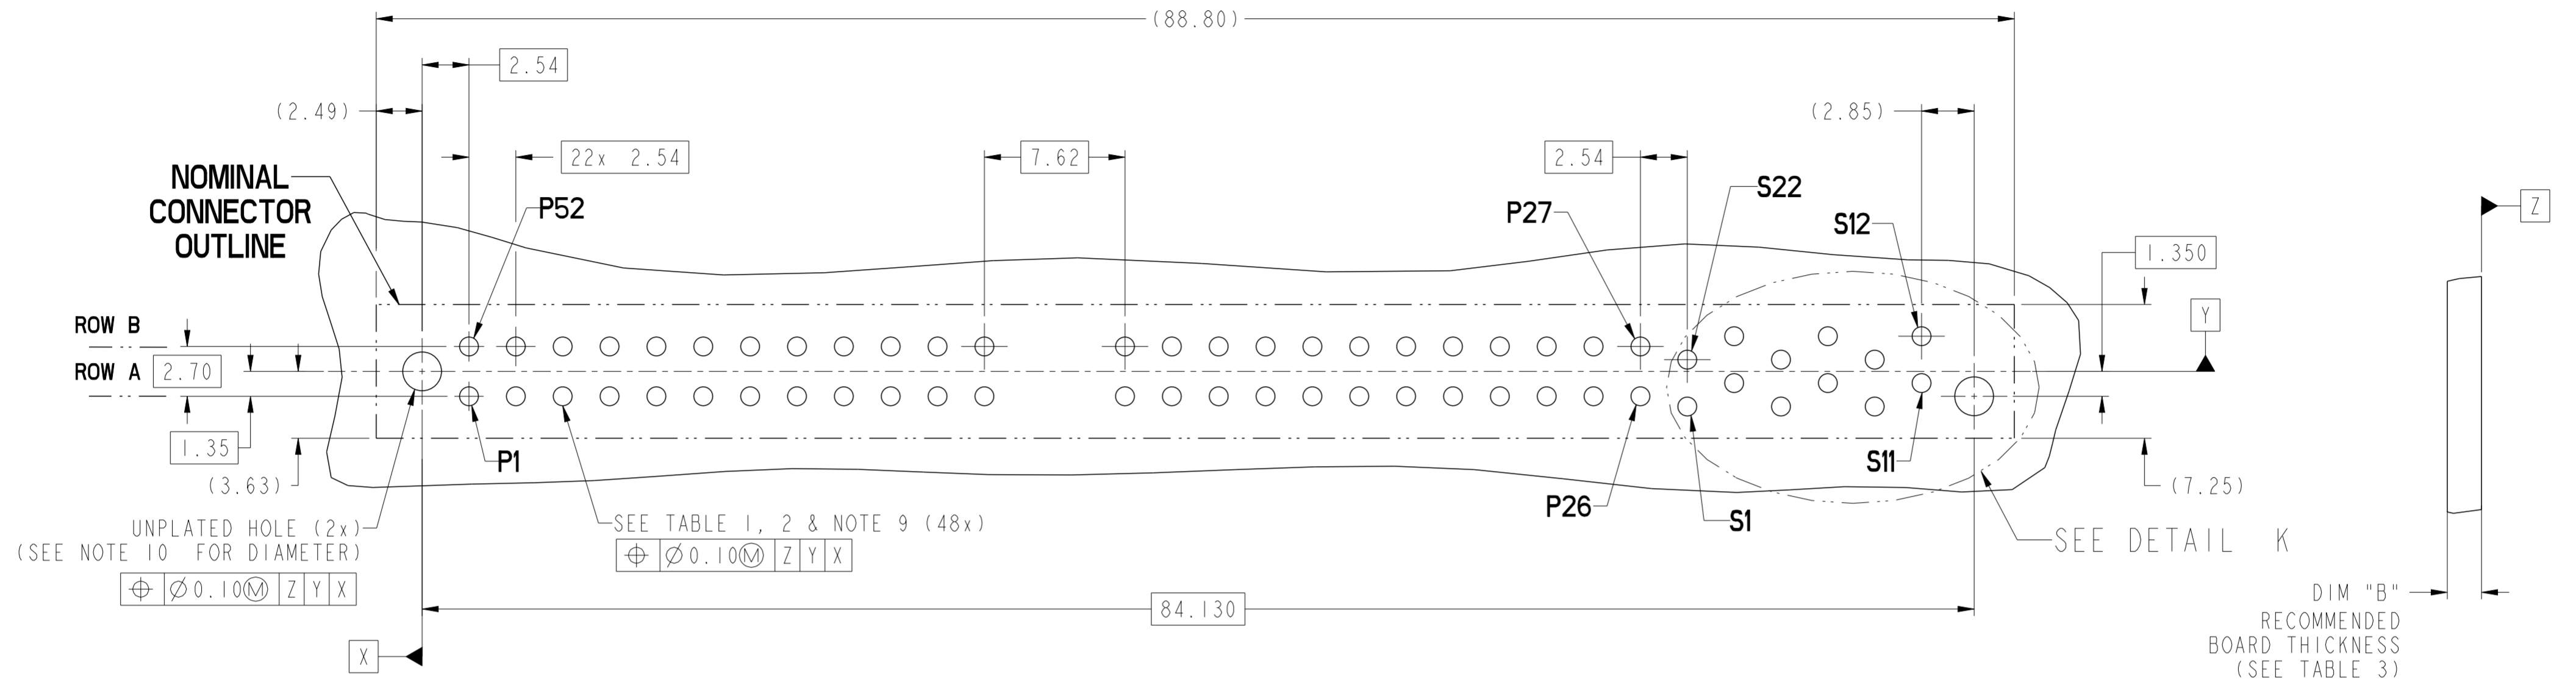 (88.80)
2.54
(2.49)
(2.85)
22x 2.54
7.62
2.54
NOMINAL
CONNECTOR
OUTLINE
P52
P27
S22
S12
Z
1.350
Y
ROW B
ROW A
2.70
1.35
P1
S11
(3.63)
(7.25)
P26
S1
UNPLATED HOLE (2x)
(SEE NOTE 10 FOR DIAMETER)
⌖ Ø0.10Ⓜ Z Y X
SEE TABLE 1, 2 & NOTE 9 (48x)
⌖ Ø0.10Ⓜ Z Y X
SEE DETAIL K
84.130
X
DIM "B"
RECOMMENDED
BOARD THICKNESS
(SEE TABLE 3)